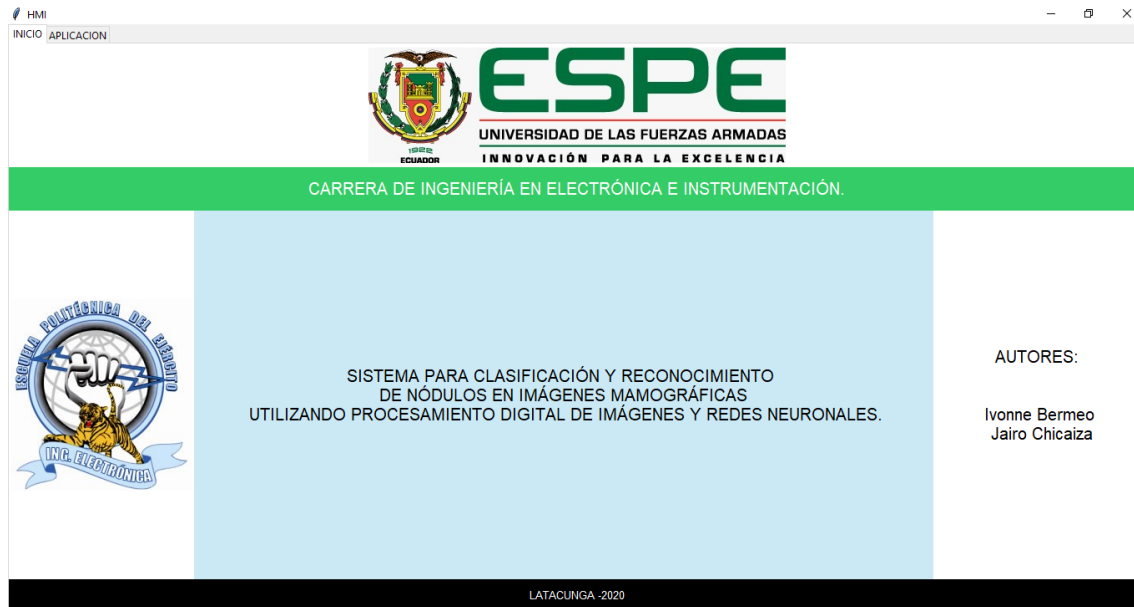 HMI
INICIO APLICACION
ESPE
UNIVERSIDAD DE LAS FUERZAS ARMADAS
1922
ECUADOR
INNOVACIÓN PARA LA EXCELENCIA
CARRERA DE INGENIERÍA EN ELECTRÓNICA E INSTRUMENTACIÓN.
ESCUELA POLITÉCNICA DEL EJÉRCITO
ING. ELECTRÓNICA
SISTEMA PARA CLASIFICACIÓN Y RECONOCIMIENTO
DE NÓDULOS EN IMÁGENES MAMOGRÁFICAS
UTILIZANDO PROCESAMIENTO DIGITAL DE IMÁGENES Y REDES NEURONALES.
AUTORES:
Ivonne Bermeo
Jairo Chicaiza
LATACUNGA -2020